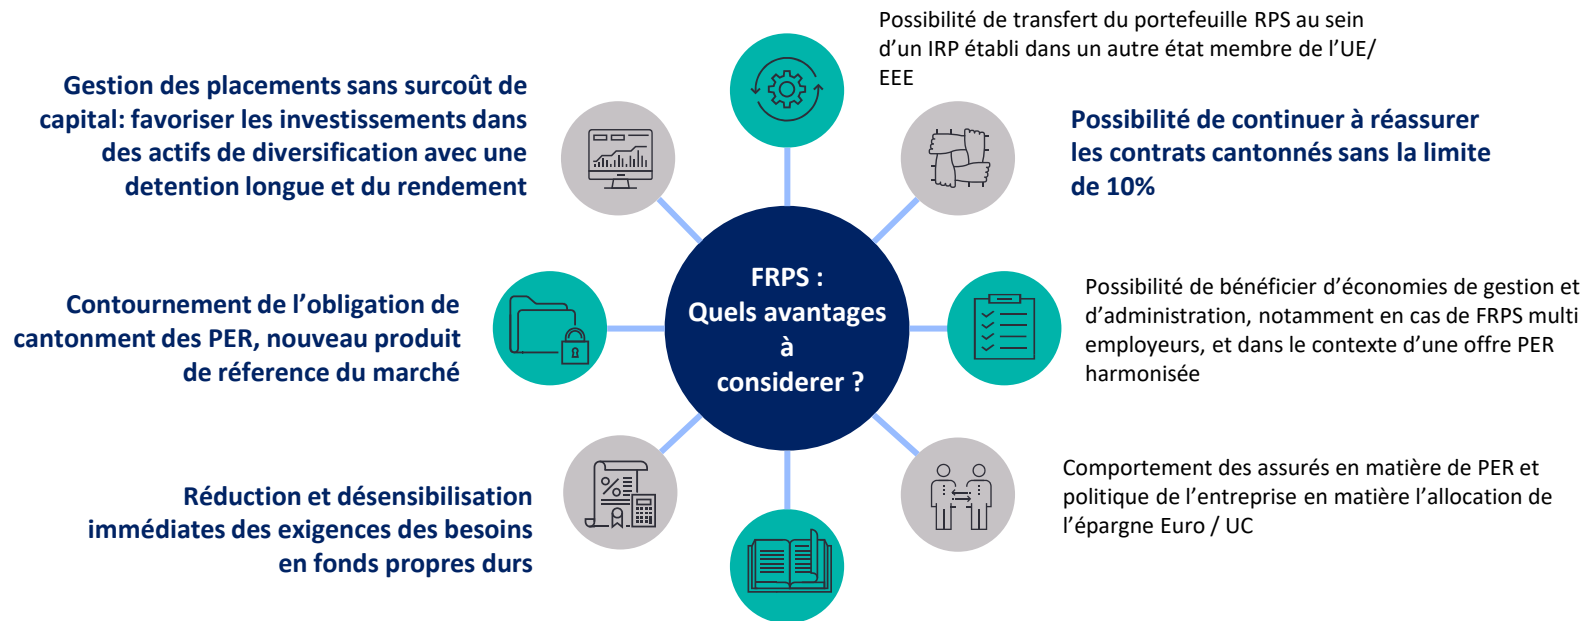 Possibilité de transfert du portefeuille RPS au sein
d’un IRP établi dans un autre état membre de l’UE/
EEE
Gestion des placements sans surcoût de
capital: favoriser les investissements dans
des actifs de diversification avec une
detention longue et du rendement
Possibilité de continuer à réassurer
les contrats cantonnés sans la limite
de 10%
FRPS :
Quels avantages
à
considerer ?
Contournement de l’obligation de
cantonment des PER, nouveau produit
de réference du marché
Possibilité de bénéficier d’économies de gestion et
d’administration, notamment en cas de FRPS multi
employeurs, et dans le contexte d’une offre PER
harmonisée
Réduction et désensibilisation
immédiates des exigences des besoins
en fonds propres durs
Comportement des assurés en matière de PER et
politique de l’entreprise en matière l’allocation de
l’épargne Euro / UC